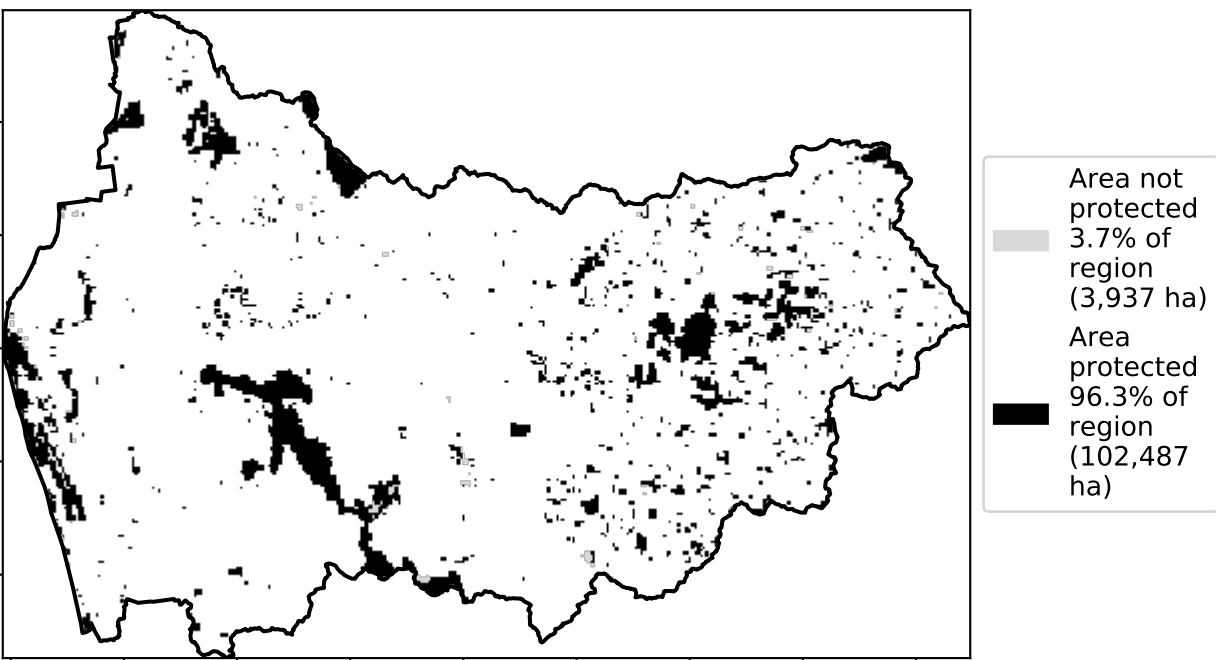 Area not
protected
3.7% of
region
(3,937 ha)
Area
protected
96.3% of
region
(102,487
ha)